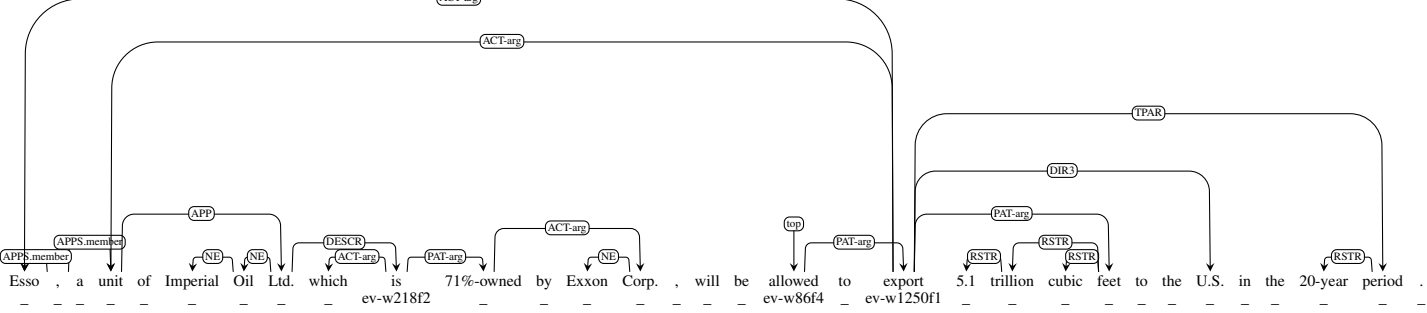 ACT-arg
ACT-arg
TPAR
DIR3
APP PAT-arg
top
ACT-arg
APPS.member DESCR PAT-arg RSTR
APPS.member NE NE ACT-arg PAT-arg NE RSTR RSTR RSTR
Esso , a unit of Imperial Oil Ltd. which is 71%-owned by Exxon Corp. , will be allowed to export 5.1 trillion cubic feet to the U.S. in the 20-year period .
_ _ _ _ _ _ _ _ _ ev-w218f2 _ _ _ _ _ _ _ ev-w86f4 _ ev-w1250f1 _ _ _ _ _ _ _ _ _ _ _ _